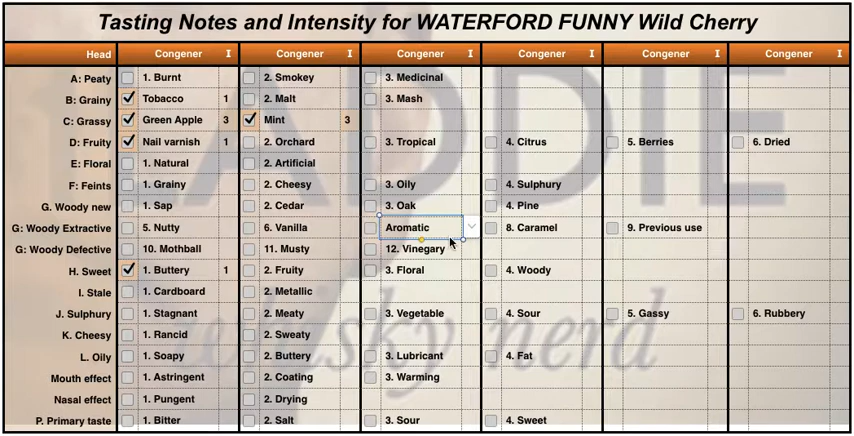 Tasting Notes and Intensity for WATERFORD FUNNY Wild Cherry
Head Congener I Congener I Congener I Congener I Congener I Congener I
A: Peaty 1. Burnt 2. Smokey 3. Medicinal
B: Grainy Tobacco 1 2. Malt 3. Mash
C: Grassy Green Apple 3 Mint 3
D: Fruity Nail varnish 1 2. Orchard 3. Tropical 4. Citrus 5. Berries 6. Dried
E: Floral 1. Natural 2. Artificial
F: Feints 1. Grainy 2. Cheesy 3. Oily 4. Sulphury
G. Woody new 1. Sap 2. Cedar 3. Oak 4. Pine
G: Woody Extractive 5. Nutty 6. Vanilla Aromatic 8. Caramel 9. Previous use
G: Woody Defective 10. Mothball 11. Musty 12. Vinegary
H. Sweet 1. Buttery 1 2. Fruity 3. Floral 4. Woody
I. Stale 1. Cardboard 2. Metallic
J. Sulphury 1. Stagnant 2. Meaty 3. Vegetable 4. Sour 5. Gassy 6. Rubbery
K. Cheesy 1. Rancid 2. Sweaty
L. Oily 1. Soapy 2. Buttery 3. Lubricant 4. Fat
Mouth effect 1. Astringent 2. Coating 3. Warming
Nasal effect 1. Pungent 2. Drying
P. Primary taste 1. Bitter 2. Salt 3. Sour 4. Sweet
ADDIE
whisky nerd